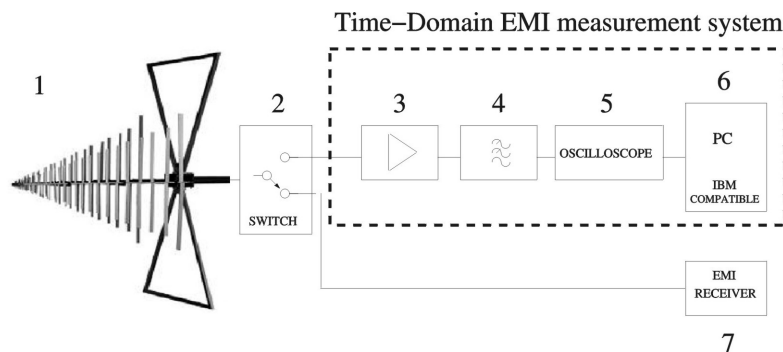 Time–Domain EMI measurement system
1
2
3
4
5
6
SWITCH
OSCILLOSCOPE
PC
IBM
COMPATIBLE
EMI
RECEIVER
7